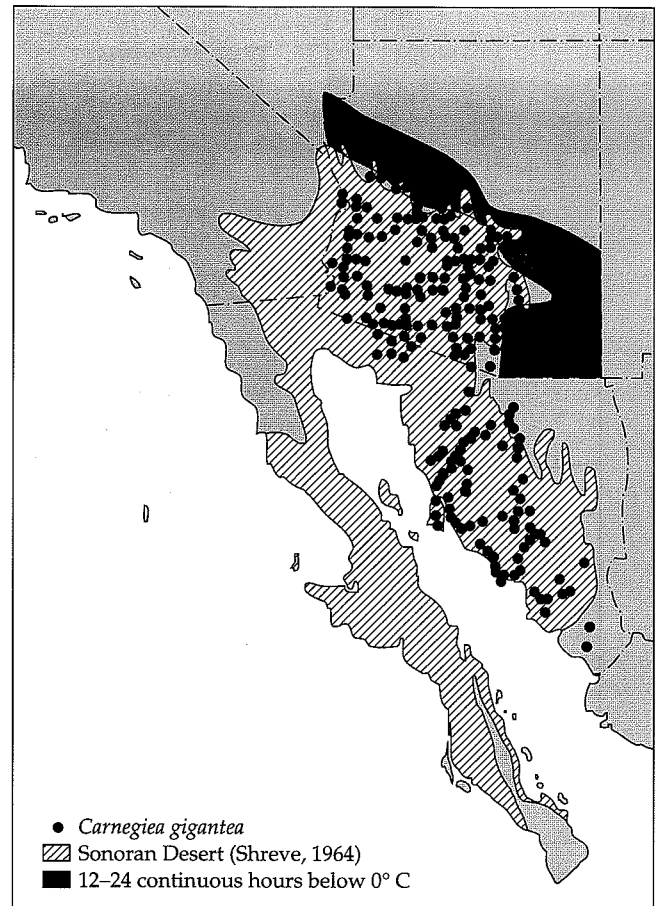 Carnegiea gigantea
Sonoran Desert (Shreve, 1964)
12–24 continuous hours below 0° C